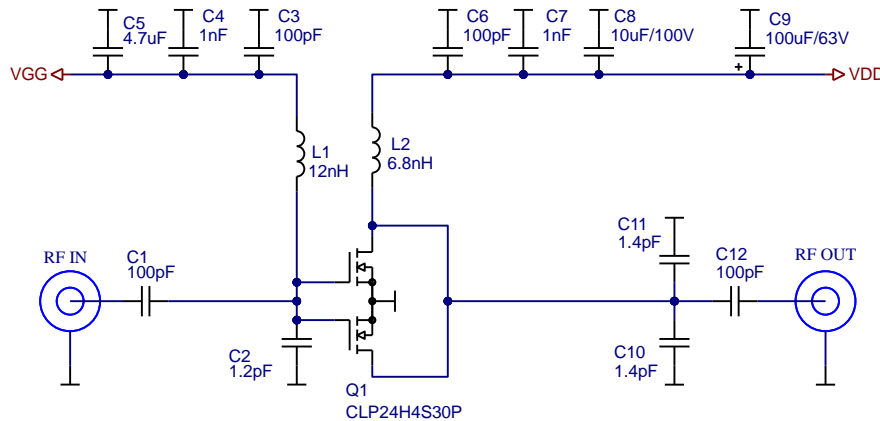 C5
4.7uF
C4
1nF
C3
100pF
C6
100pF
C7
1nF
C8
10uF/100V
C9
100uF/63V
+
VGG
VDD
L1
12nH
L2
6.8nH
RF IN
C1
100pF
C11
1.4pF
C12
100pF
RF OUT
C2
1.2pF
C10
1.4pF
Q1
CLP24H4S30P